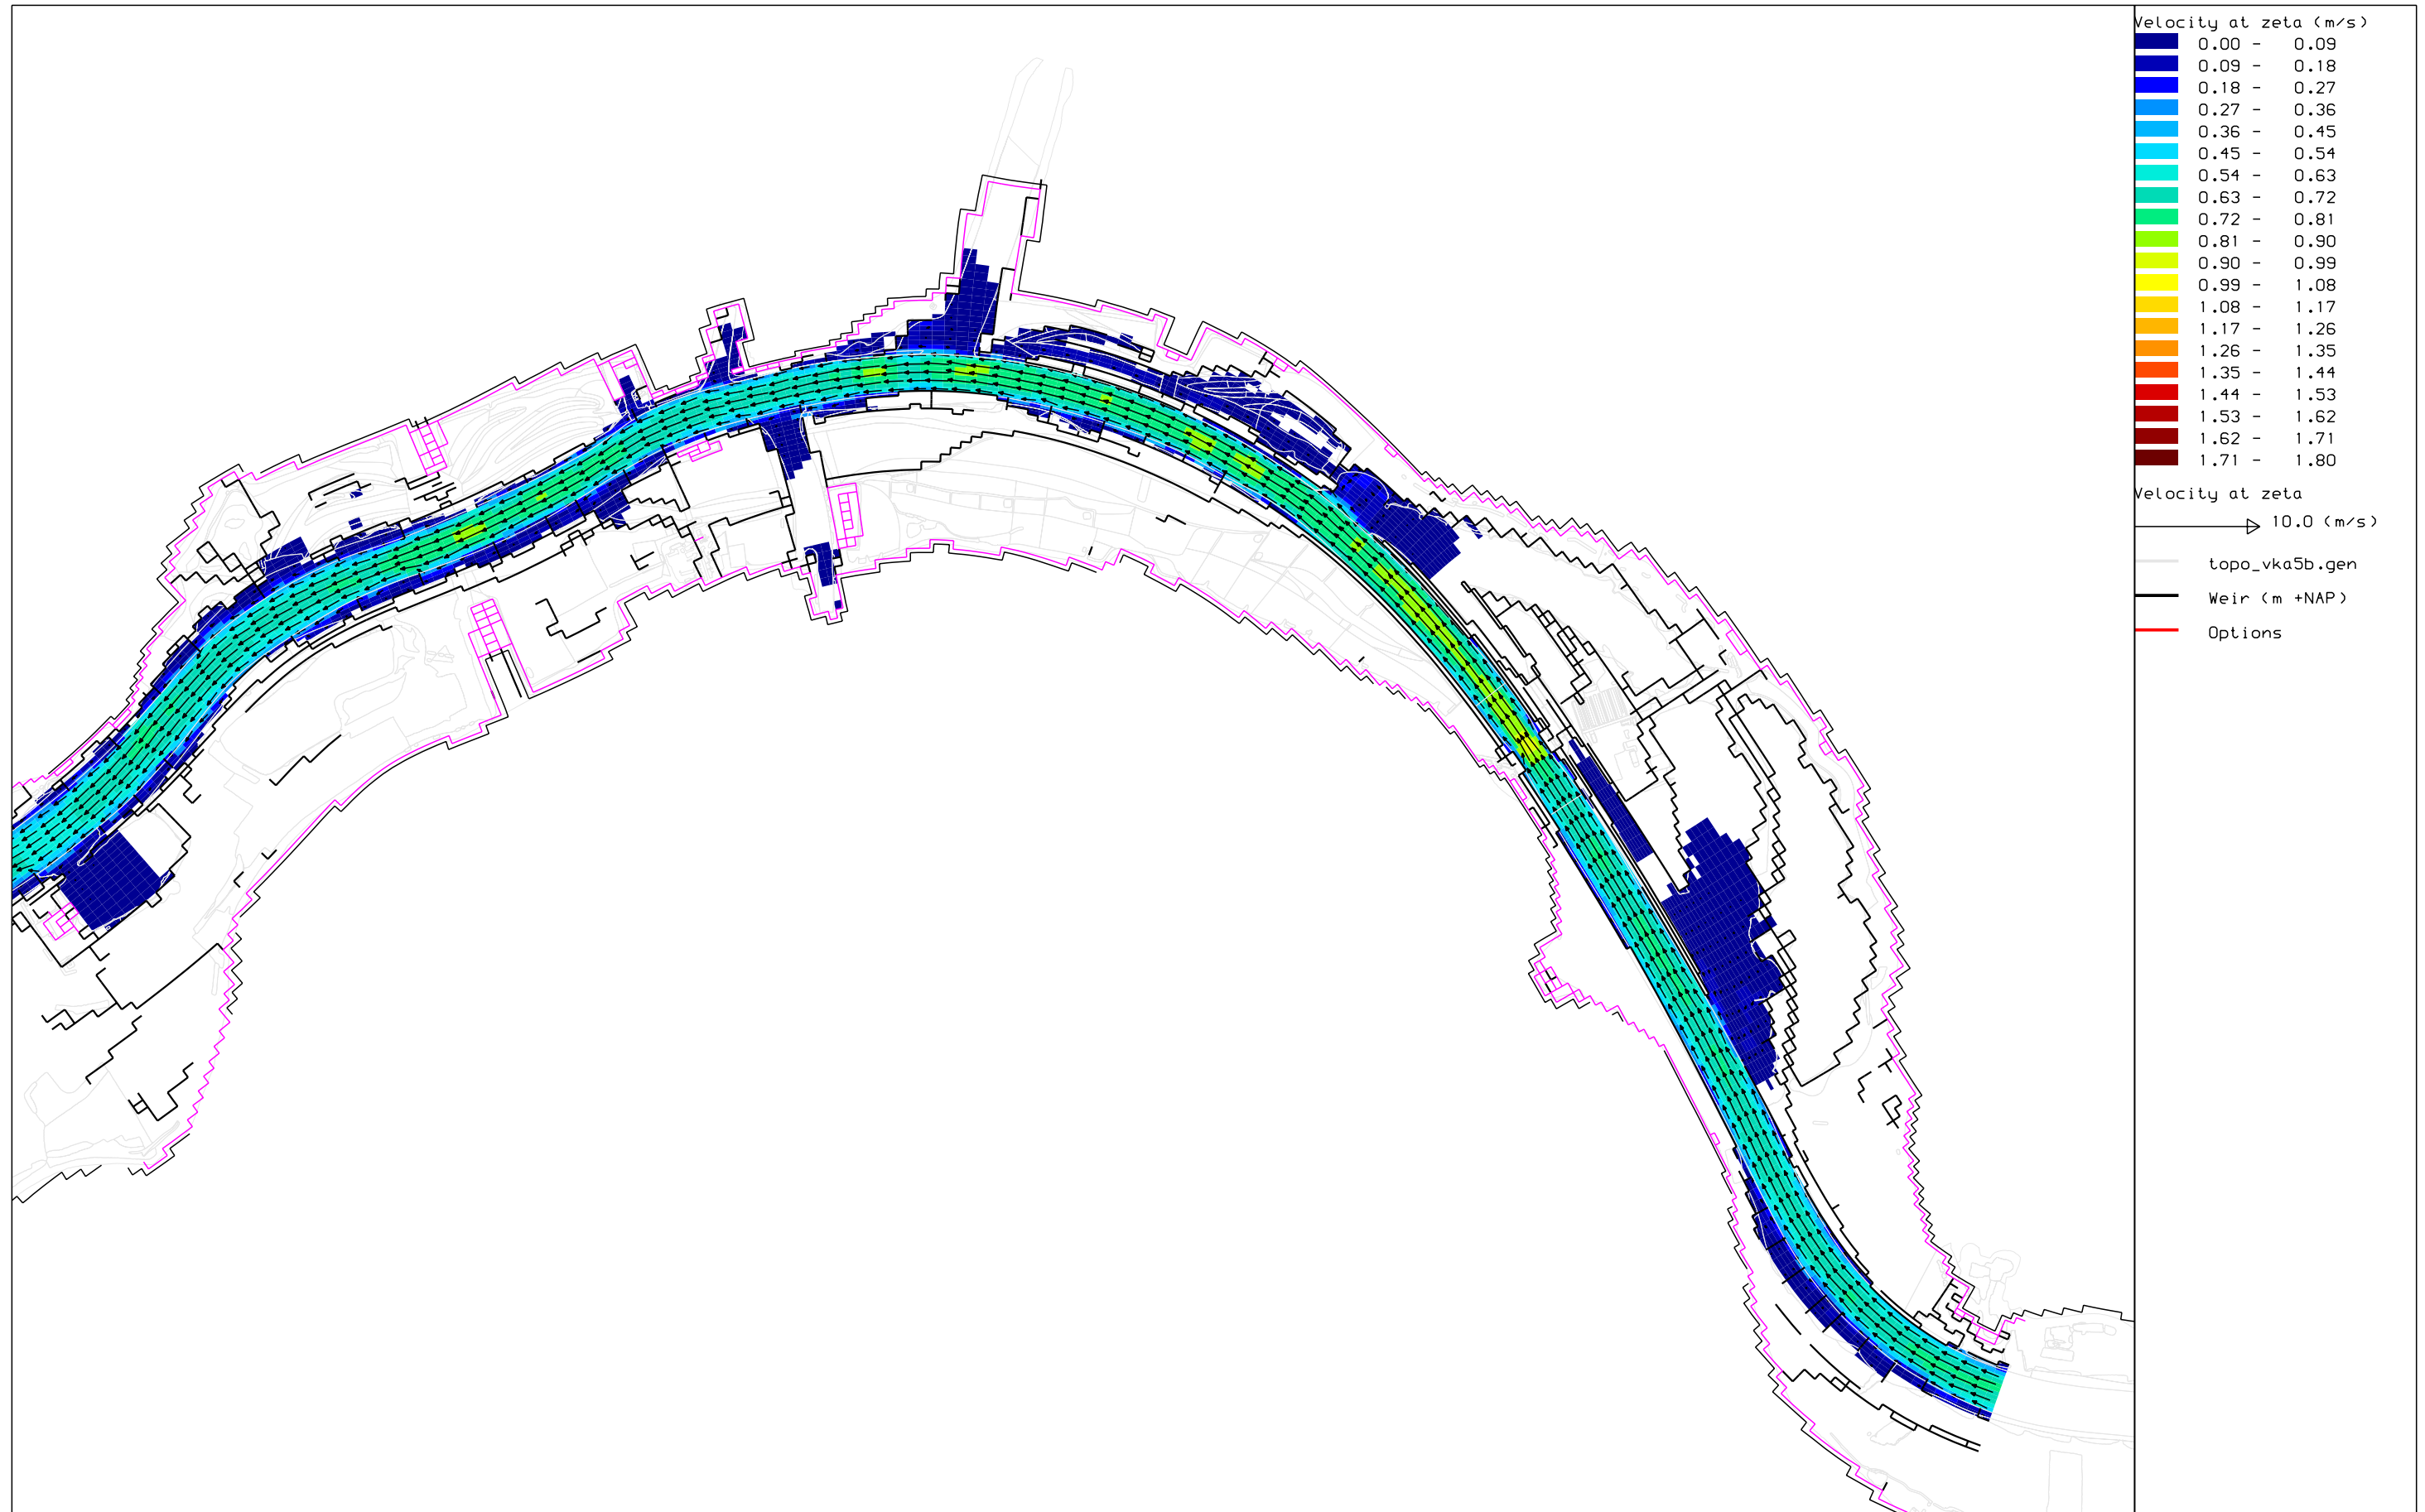 Velocity at zeta (m/s)
0.00 - 0.09
0.09 - 0.18
0.18 - 0.27
0.27 - 0.36
0.36 - 0.45
0.45 - 0.54
0.54 - 0.63
0.63 - 0.72
0.72 - 0.81
0.81 - 0.90
0.90 - 0.99
0.99 - 1.08
1.08 - 1.17
1.17 - 1.26
1.26 - 1.35
1.35 - 1.44
1.44 - 1.53
1.53 - 1.62
1.62 - 1.71
1.71 - 1.80
Velocity at zeta
10.0 (m/s)
topo_vka5b.gen
Weir (m +NAP)
Options